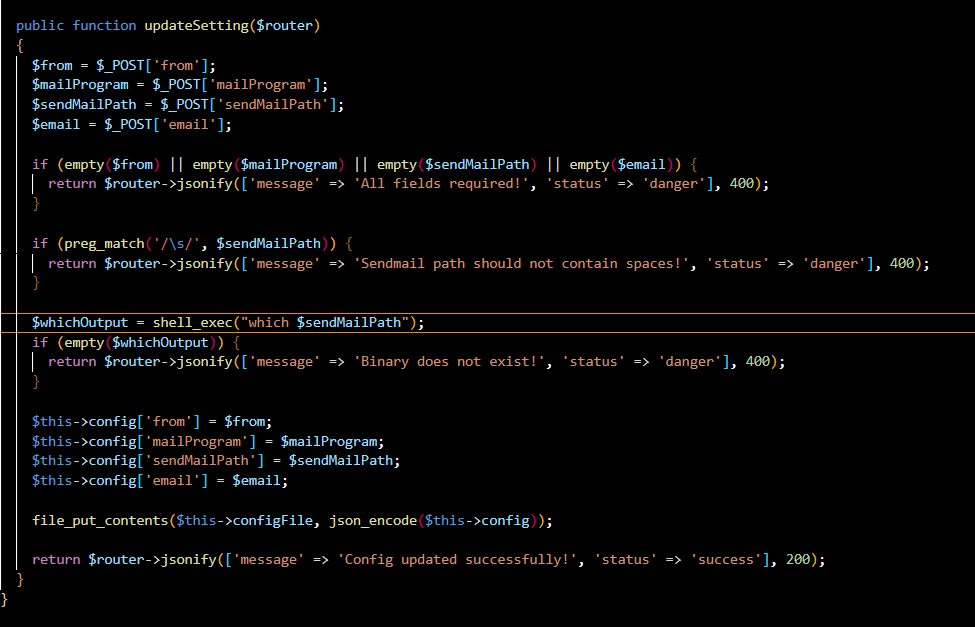 public function updateSetting($router)
{
$from = $_POST['from'];
$mailProgram = $_POST['mailProgram'];
$sendMailPath = $_POST['sendMailPath'];
$email = $_POST['email'];
if (empty($from) || empty($mailProgram) || empty($sendMailPath) || empty($email)) {
return $router->jsonify(['message' => 'All fields required!', 'status' => 'danger'], 400);
}
if (preg_match('/\s/', $sendMailPath)) {
return $router->jsonify(['message' => 'Sendmail path should not contain spaces!', 'status' => 'danger'], 400);
}
$whichOutput = shell_exec("which $sendMailPath");
if (empty($whichOutput)) {
return $router->jsonify(['message' => 'Binary does not exist!', 'status' => 'danger'], 400);
}
$this->config['from'] = $from;
$this->config['mailProgram'] = $mailProgram;
$this->config['sendMailPath'] = $sendMailPath;
$this->config['email'] = $email;
file_put_contents($this->configFile, json_encode($this->config));
return $router->jsonify(['message' => 'Config updated successfully!', 'status' => 'success'], 200);
}
}